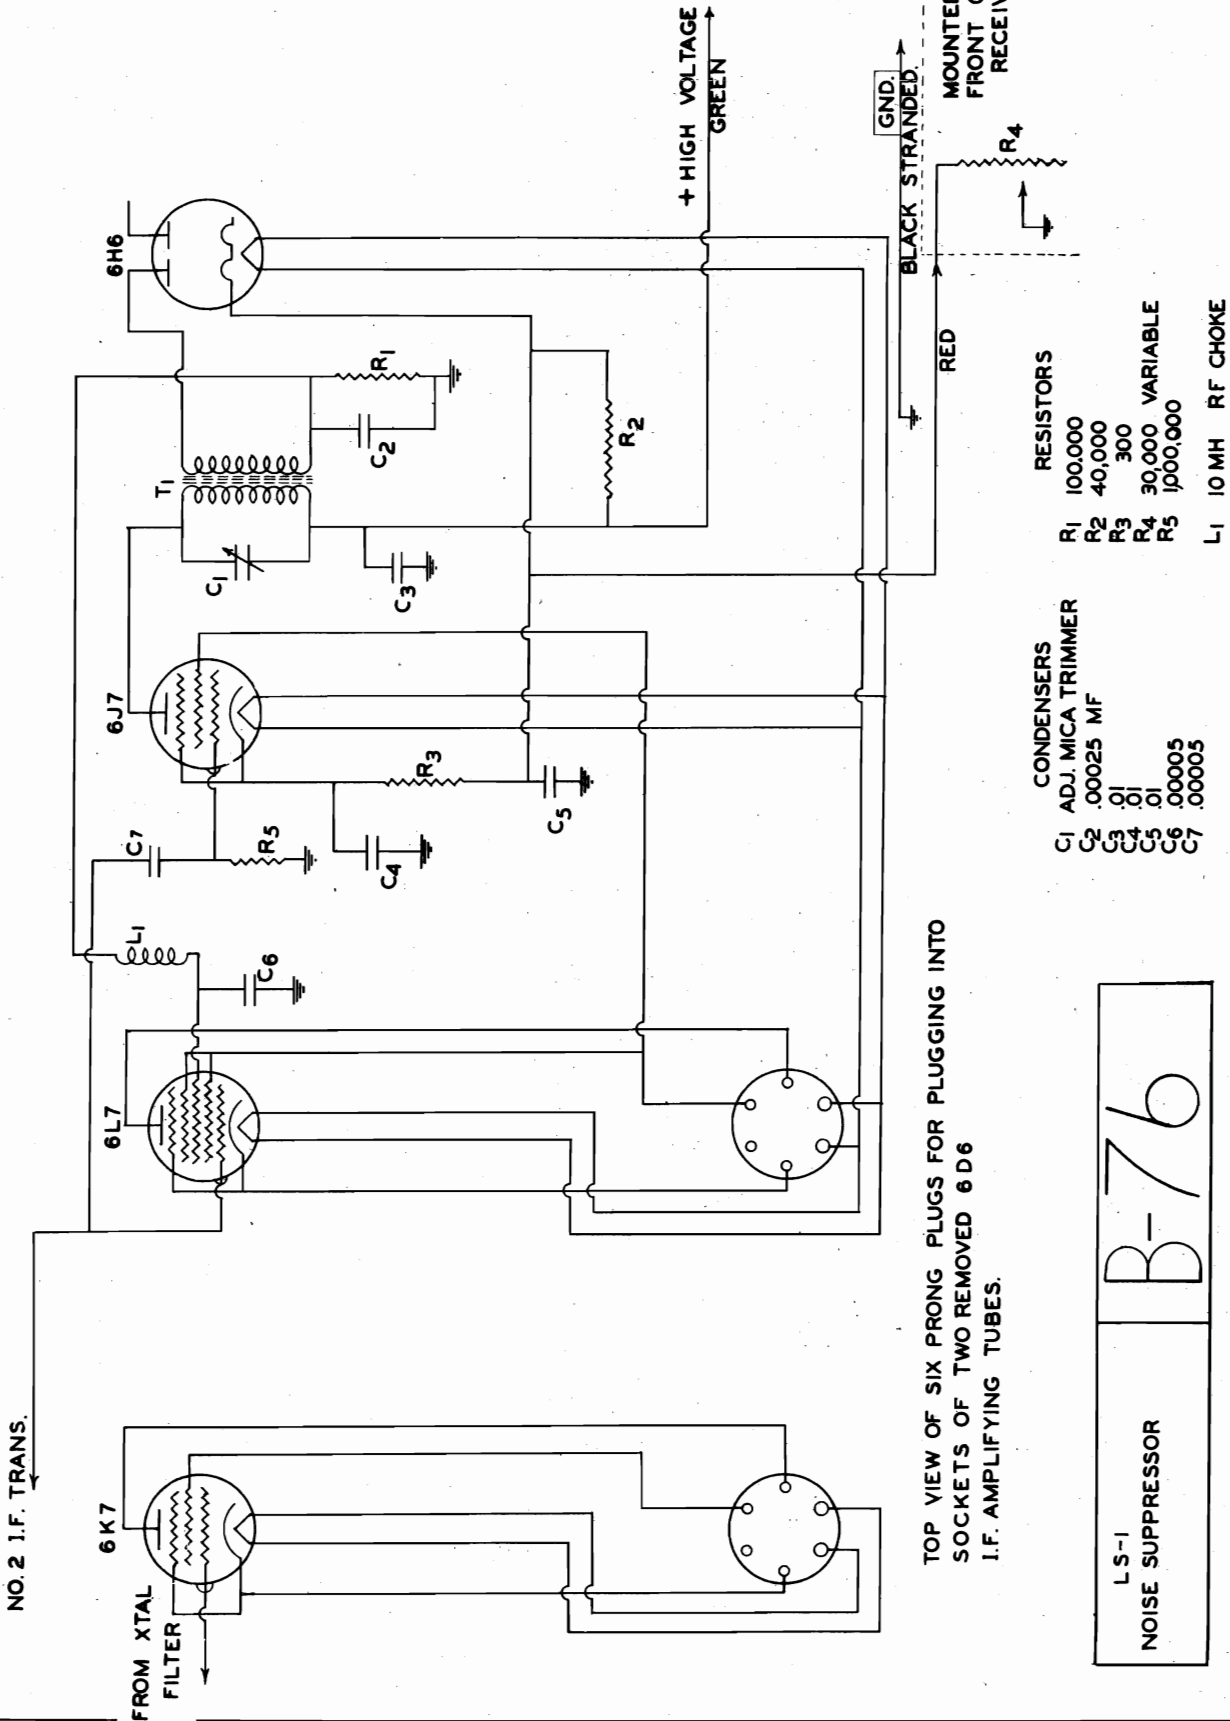 NO. 2 I.F. TRANS.
FROM XTAL
FILTER
6K7
6L7
6J7
6H6
L1
C6
C7
R5
C4
R3
C5
C1
T1
C3
C2
R1
R2
+ HIGH VOLTAGE
GREEN
GND.
BLACK STRANDED.
RED
R4
MOUNTE
FRONT
RECEI
TOP VIEW OF SIX PRONG PLUGS FOR PLUGGING INTO
SOCKETS OF TWO REMOVED 6D6
I.F. AMPLIFYING TUBES.
CONDENSERS
C1 ADJ. MICA TRIMMER
C2 .00025 MF
C3 .01
C4 .01
C5 .01
C6 .00005
C7 .00005
RESISTORS
R1 100.000
R2 40,000
R3 300
R4 30,000 VARIABLE
R5 1,000,000
L1 10 MH RF CHOKE
LS-1
NOISE SUPPRESSOR
B-76